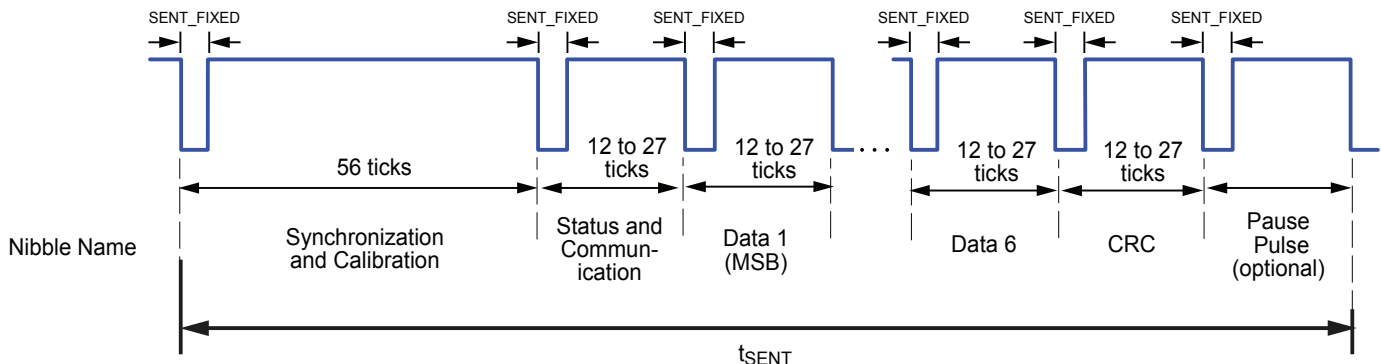 SENT_FIXED SENT_FIXED SENT_FIXED SENT_FIXED SENT_FIXED SENT_FIXED
56 ticks
12 to 27
ticks
12 to 27
ticks
. . .
12 to 27
ticks
12 to 27
ticks
Nibble Name
Synchronization
and Calibration
Status and
Commun-
ication
Data 1
(MSB)
Data 6
CRC
Pause
Pulse
(optional)
tSENT